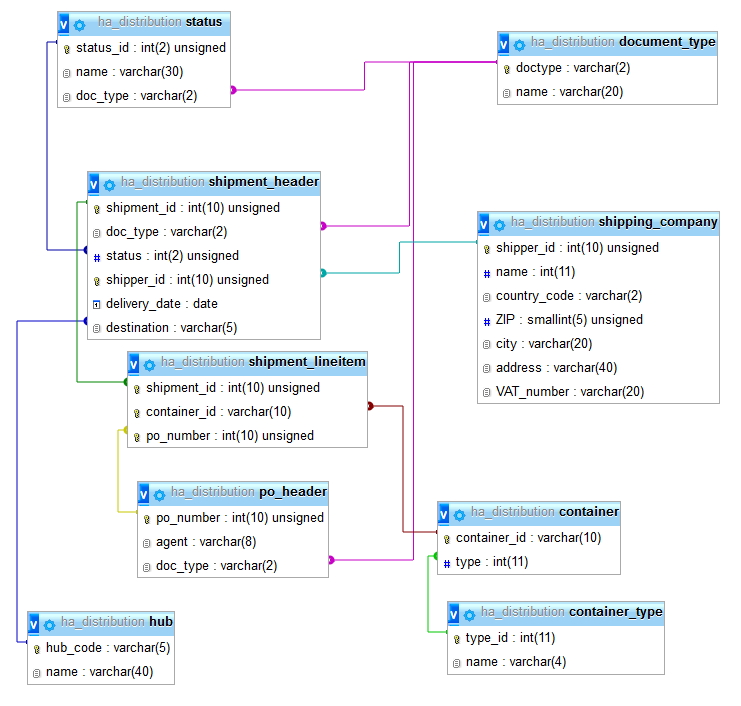 v ha_distribution status
status_id : int(2) unsigned
name : varchar(30)
doc_type : varchar(2)
v ha_distribution document_type
doctype : varchar(2)
name : varchar(20)
v ha_distribution shipment_header
shipment_id : int(10) unsigned
doc_type : varchar(2)
# status : int(2) unsigned
shipper_id : int(10) unsigned
delivery_date : date
destination : varchar(5)
v ha_distribution shipping_company
shipper_id : int(10) unsigned
# name : int(11)
country_code : varchar(2)
# ZIP : smallint(5) unsigned
city : varchar(20)
address : varchar(40)
VAT_number : varchar(20)
v ha_distribution shipment_lineitem
shipment_id : int(10) unsigned
container_id : varchar(10)
po_number : int(10) unsigned
v ha_distribution po_header
po_number : int(10) unsigned
agent : varchar(8)
doc_type : varchar(2)
v ha_distribution container
container_id : varchar(10)
# type : int(11)
v ha_distribution hub
hub_code : varchar(5)
name : varchar(40)
v ha_distribution container_type
type_id : int(11)
name : varchar(4)